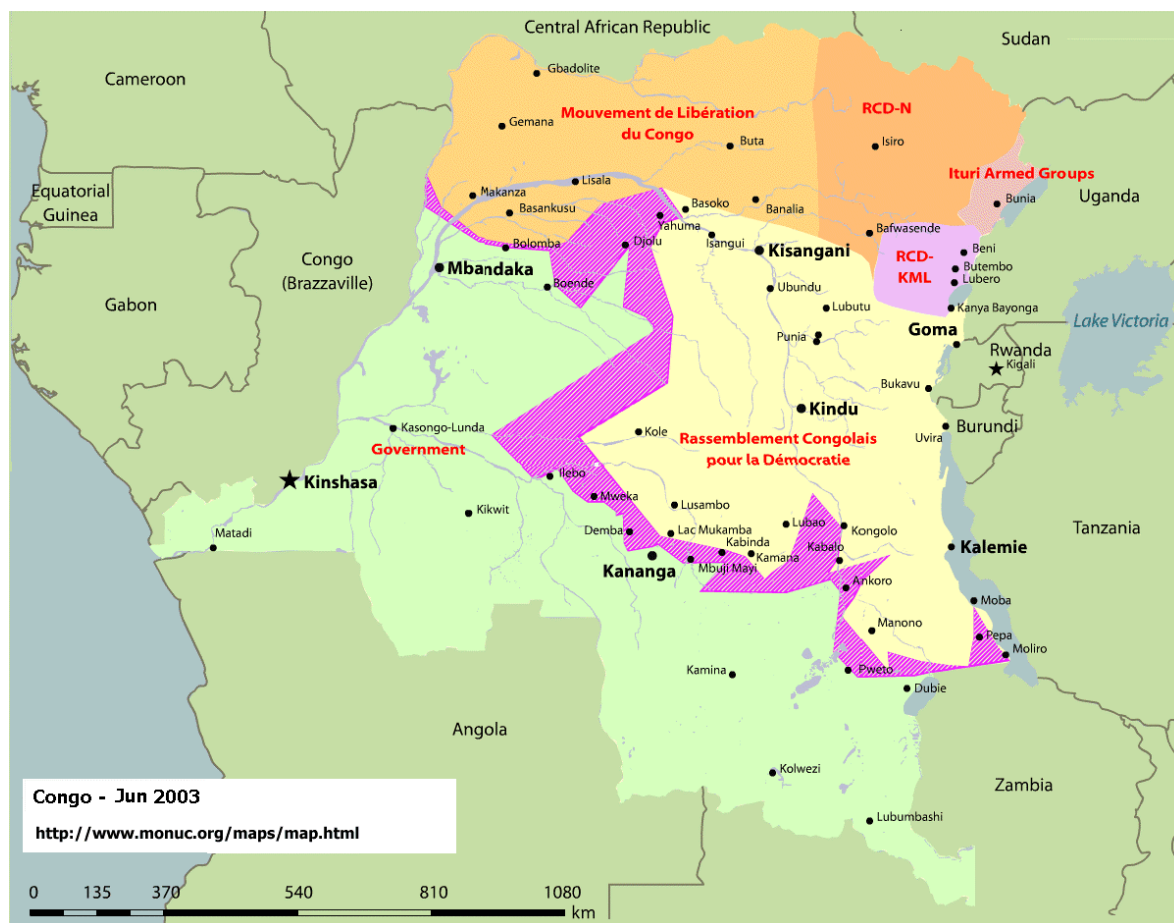 Central African Republic
Sudan
Cameroon
Gbadolite
RCD-N
Mouvement de Libération
du Congo
Gemana
Buta
Isiro
Ituri Armed Groups
Equatorial
Guinea
Lisala
Makanza
Basankusu
Basoko
Banalia
Bunia
Uganda
Yahuma
Isangui
Bafwasende
Djolu
Bolomba
Kisangani
RCD-
KML
Beni
Butembo
Lubero
Congo
(Brazzaville)
Mbandaka
Boende
Ubundu
Gabon
Lubutu
Kanya Bayonga
Punia
Goma
Lake Victoria
Rwanda
Kigali
Bukavu
Kindu
Kasongo-Lunda
Kole
Rassemblement Congolais
pour la Démocratie
Uvira
Burundi
Government
Kinshasa
Ilebo
Mweka
Kikwit
Lusambo
Matadi
Demba
Lac Mukamba
Lubao
Kongolo
Tanzania
Kabinda
Kamana
Kabalo
Kalemie
Kananga
Mbuji Mayi
Ankoro
Moba
Manono
Pepa
Moliro
Kamina
Pweto
Dubie
Angola
Kolwezi
Zambia
Lubumbashi
Congo - Jun 2003
http://www.monuc.org/maps/map.html
0 135 370 540 810 1080
km